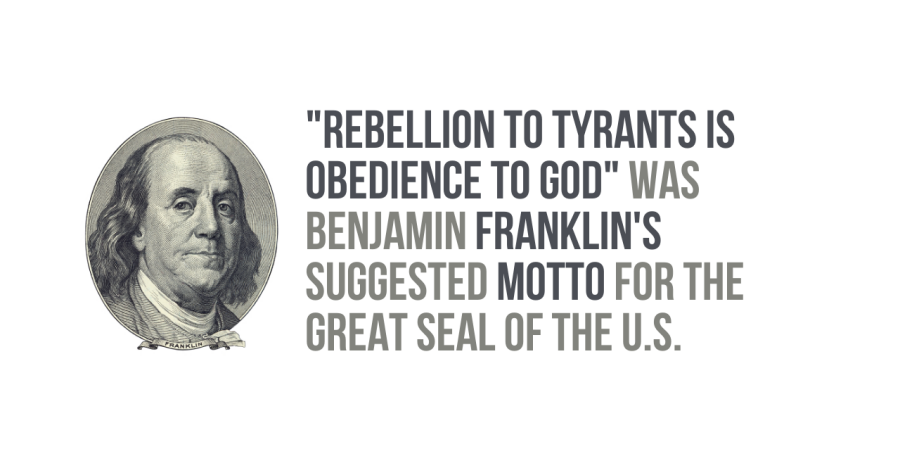 "REBELLION TO TYRANTS IS
OBEDIENCE TO GOD" WAS
BENJAMIN FRANKLIN'S
SUGGESTED MOTTO FOR THE
GREAT SEAL OF THE U.S.
FRANKLIN